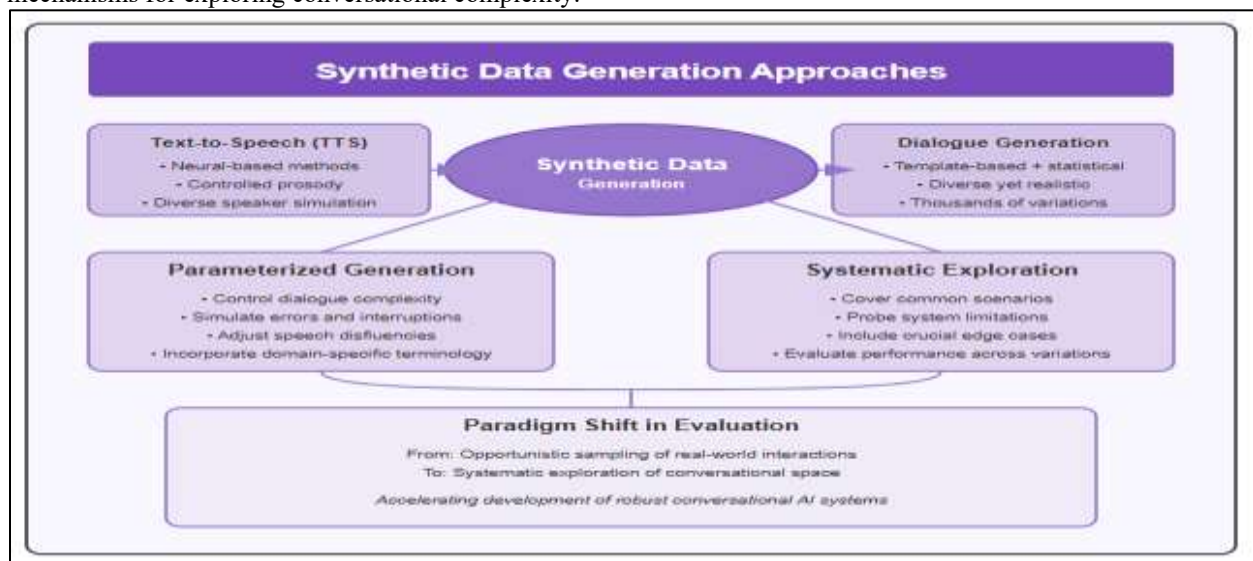 mechanisms for exploring conversational complexity.
Synthetic Data Generation Approaches
Text-to-Speech (TTS)
- Neural-based methods
- Controlled prosody
- Diverse speaker simulation
Synthetic Data
Generation
Dialogue Generation
- Template-based + statistical
- Diverse yet realistic
- Thousands of variations
Parameterized Generation
- Control dialogue complexity
- Simulate errors and interruptions
- Adjust speech disfluencies
- Incorporate domain-specific terminology
Systematic Exploration
- Cover common scenarios
- Probe system limitations
- Include crucial edge cases
- Evaluate performance across variations
Paradigm Shift in Evaluation
From: Opportunistic sampling of real-world interactions
To: Systematic exploration of conversational space
Accelerating development of robust conversational AI systems